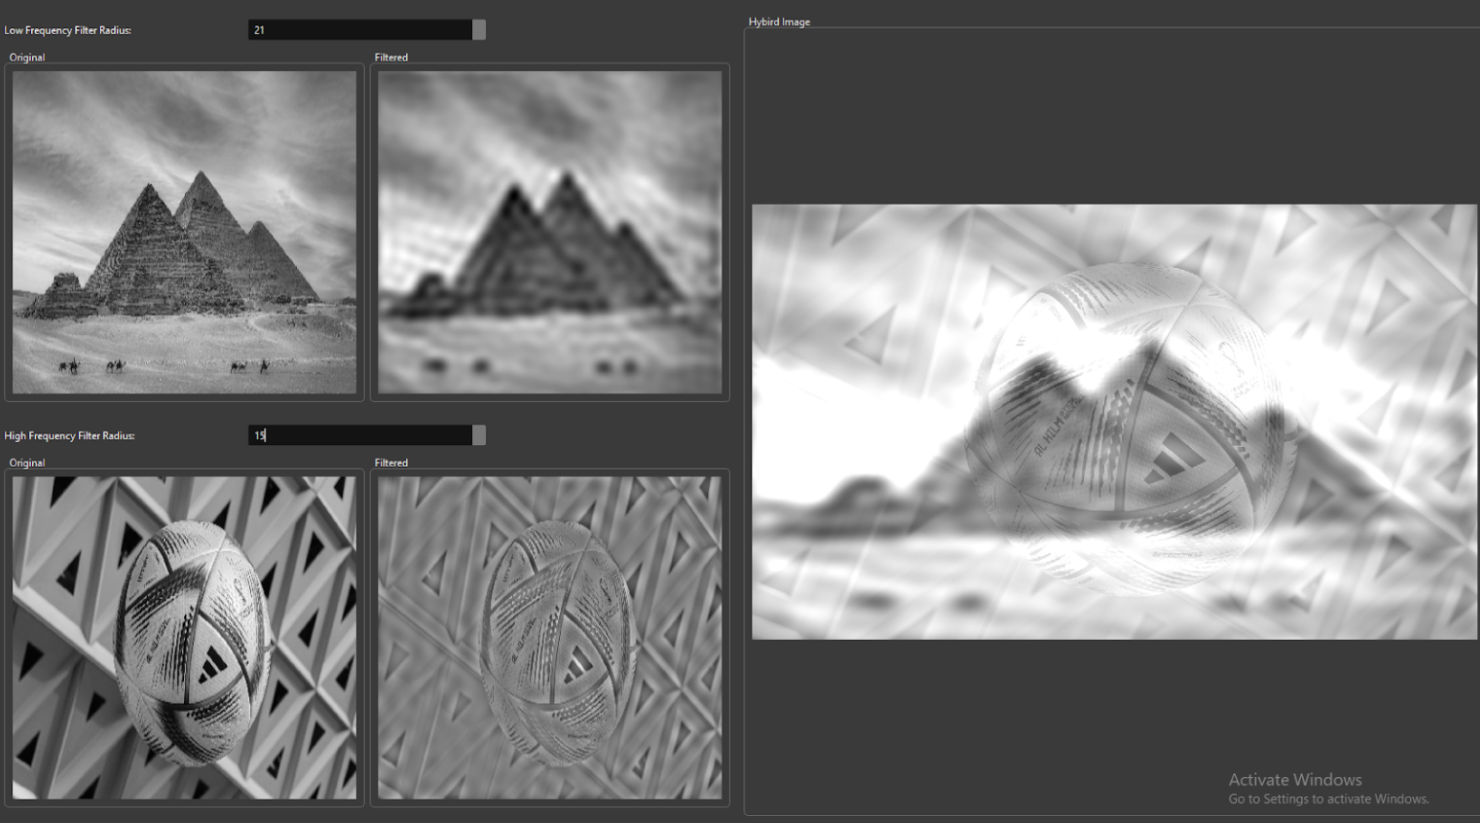 Low Frequency Filter Radius:
21
Original
Filtered
High Frequency Filter Radius:
15
Original
Filtered
Hybird Image
AL HILM
Activate Windows
Go to Settings to activate Windows.